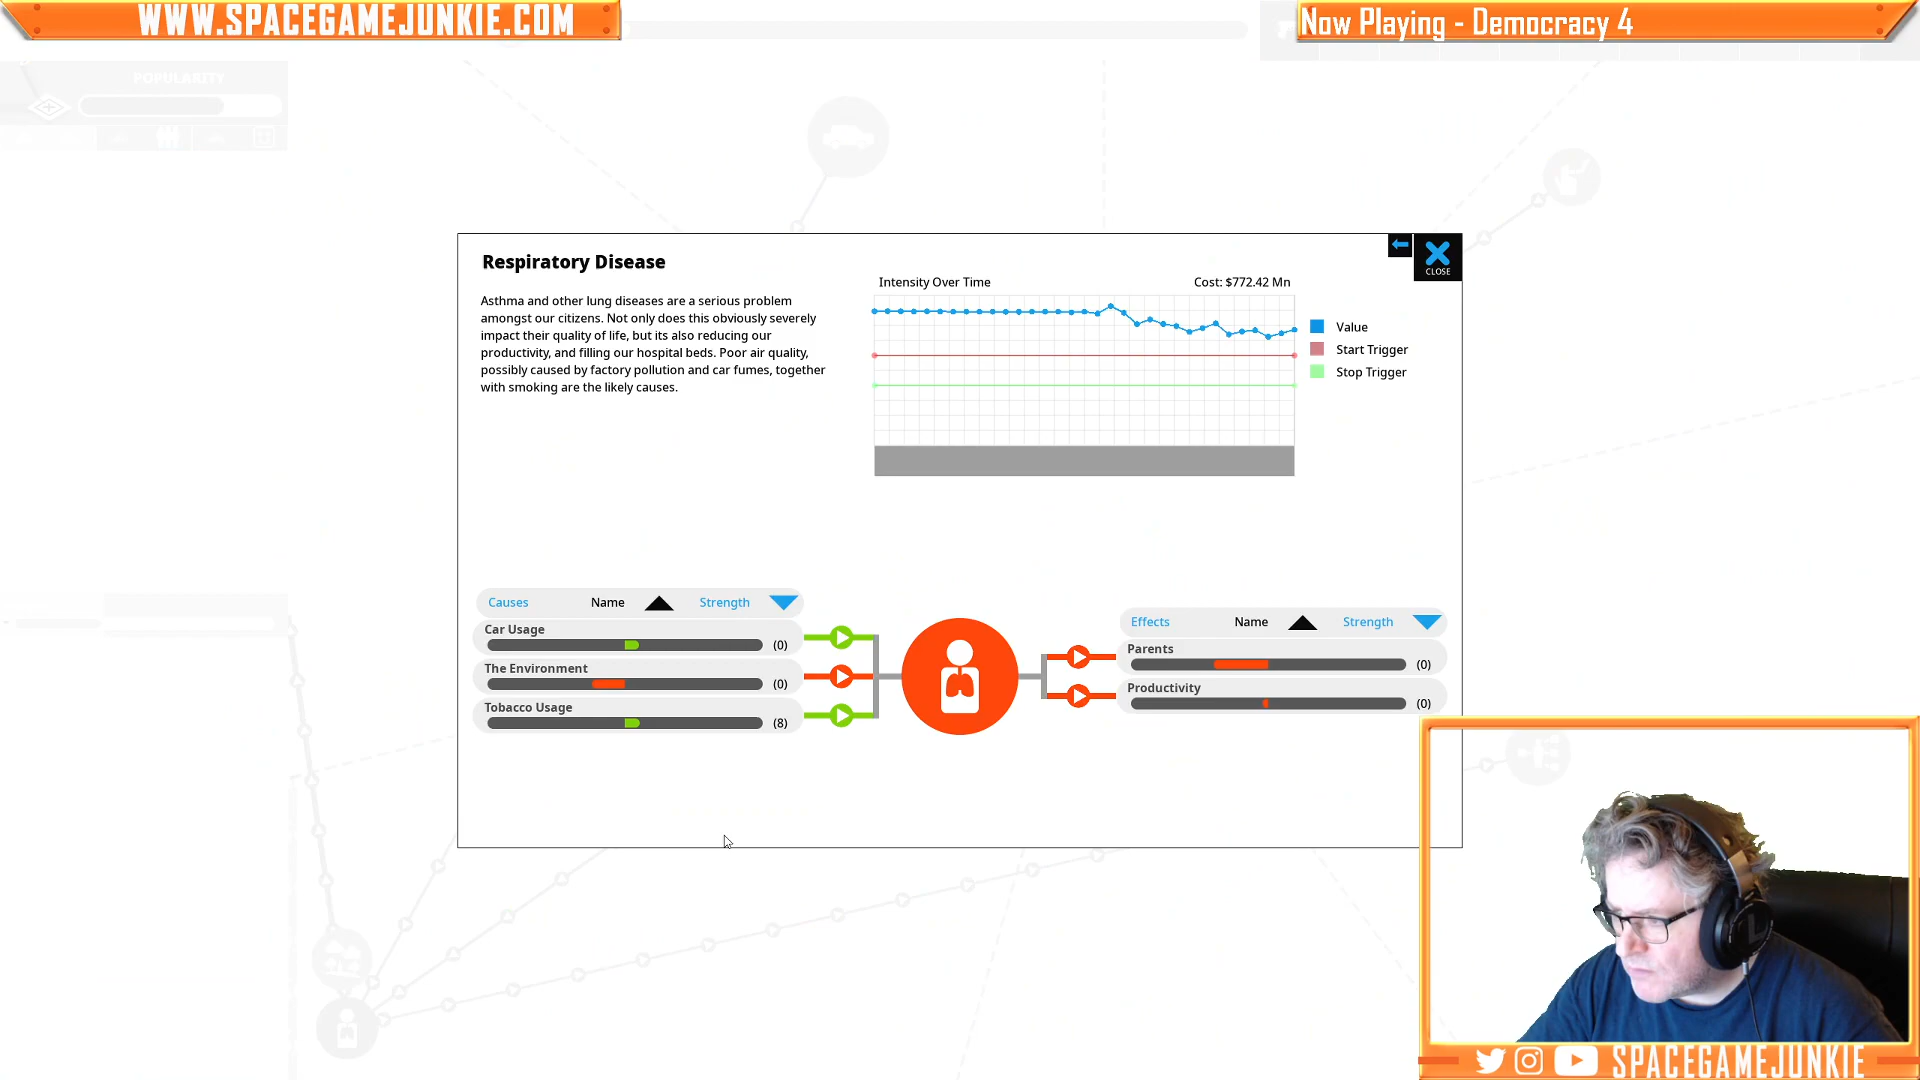 WWW.SPACEGAMEJUNKIE.COM
Now Playing - Democracy 4
POPULARITY
Respiratory Disease
CLOSE
Asthma and other lung diseases are a serious problem
amongst our citizens. Not only does this obviously severely
impact their quality of life, but its also reducing our
productivity, and filling our hospital beds. Poor air quality,
possibly caused by factory pollution and car fumes, together
with smoking are the likely causes.
Intensity Over Time Cost: $772.42 Mn
Value
Start Trigger
Stop Trigger
Causes Name Strength
Car Usage
(0)
The Environment
(0)
Tobacco Usage
(8)
Effects Name Strength
Parents
(0)
Productivity
(0)
SPACEGAMEJUNKIE